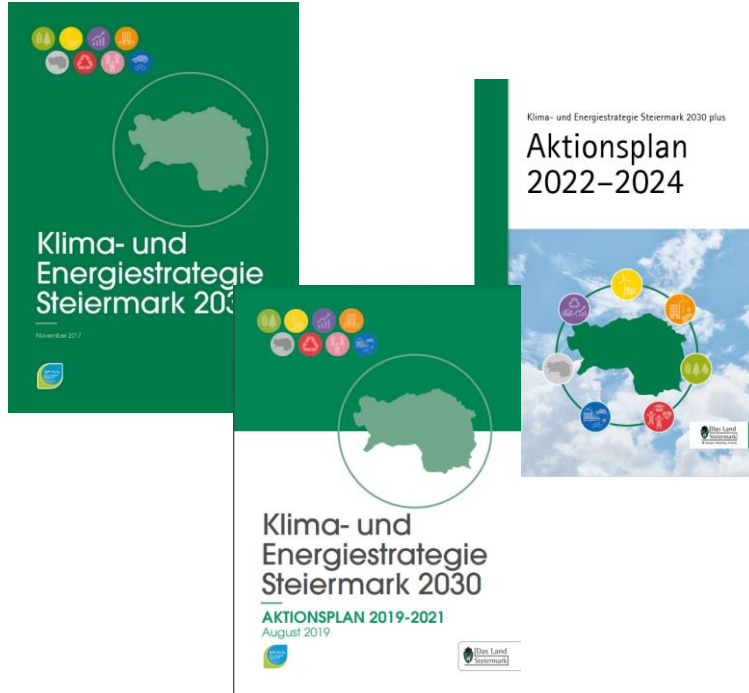 Klima- und
Energiestrategie
Steiermark 203
November 2017
Klima- und
Energiestrategie
Steiermark 2030
AKTIONSPLAN 2019-2021
August 2019
Das Land
Steiermark
Klima- und Energiestrategie Steiermark 2030 plus
Aktionsplan
2022–2024
Das Land
Steiermark